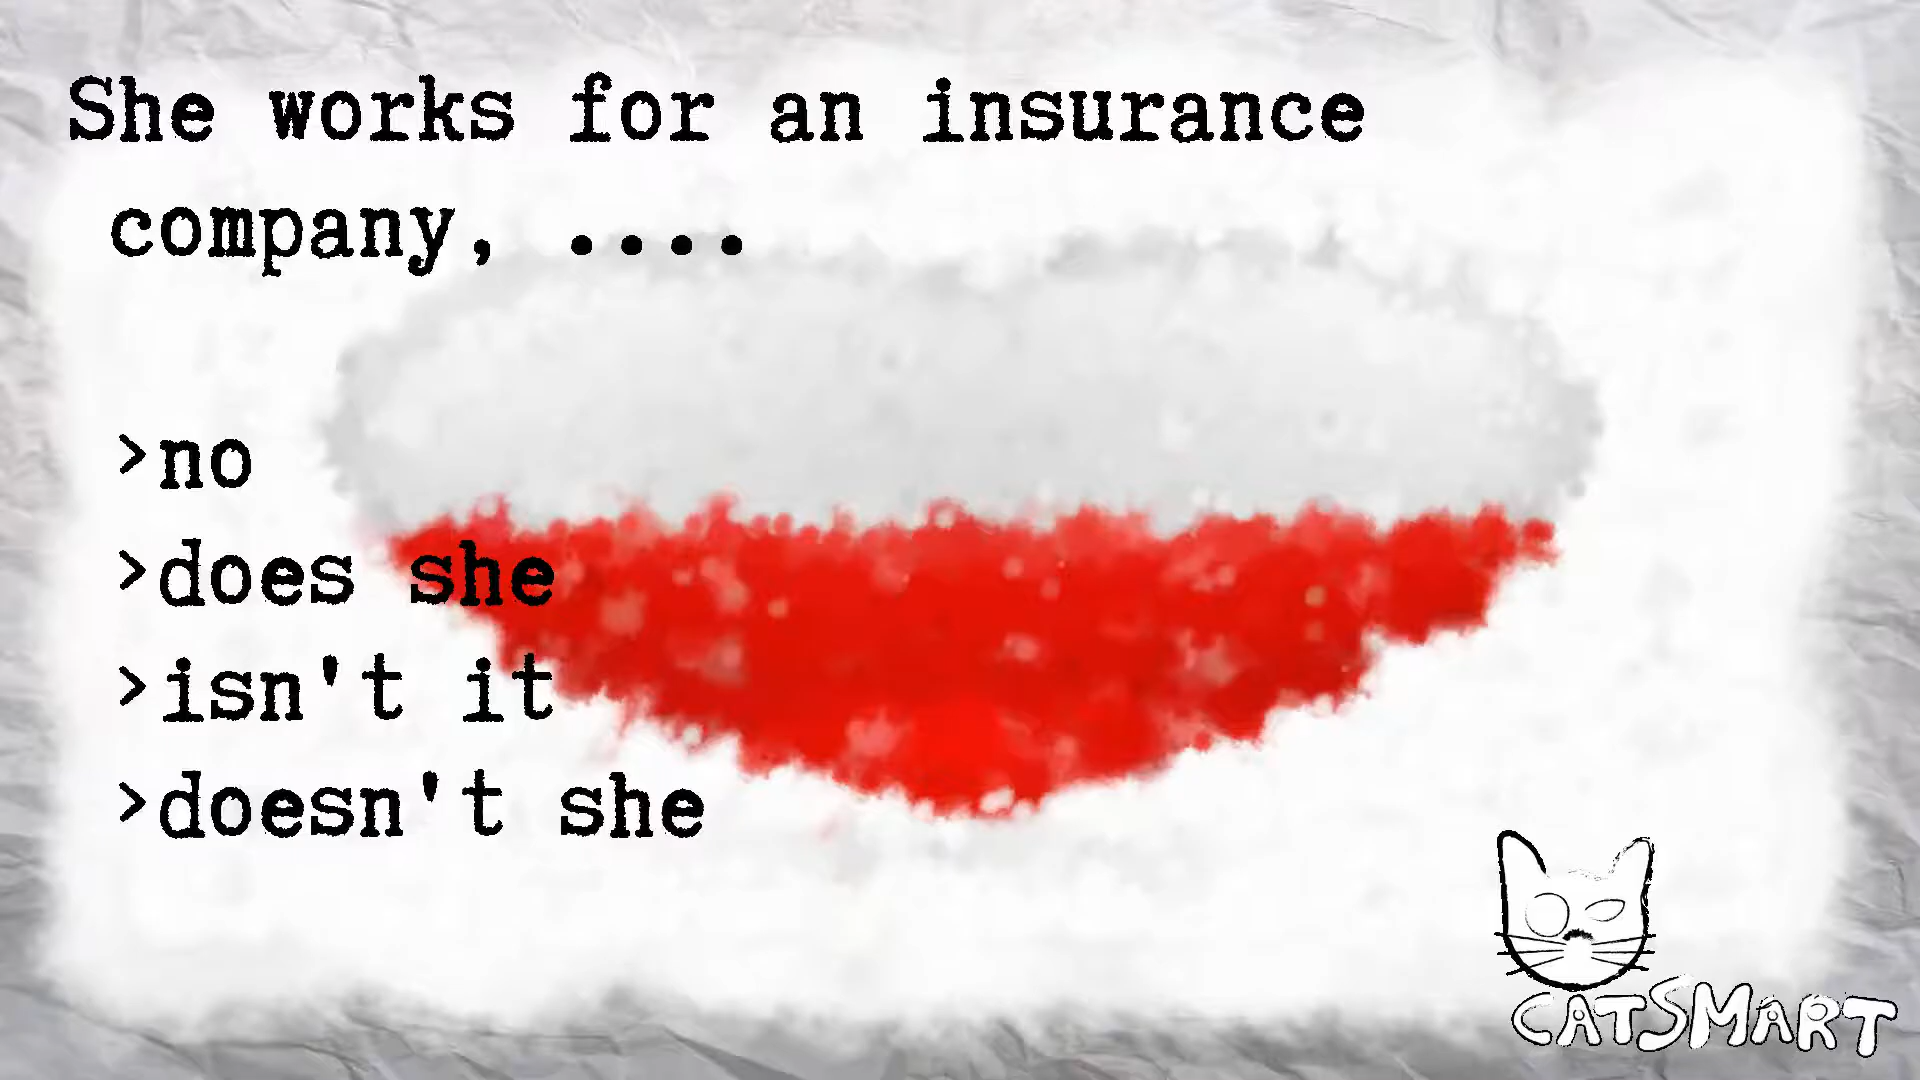 She works for an insurance
company, ....
>no
>does she
>isn't it
>doesn't she
CATSMART